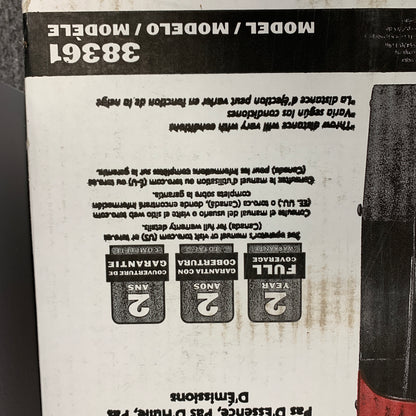 Pas D'Essence, Pas D'Huile, Pas
D'Émissions
2
YEAR
FULL
COVERAGE
WARRANTY
2
ANOS
GARANTIA CON
COBERTURA
2
ANS
COUVERTURE DE
GARANTIE
COMPLÈTE
See operator's manual or visit toro.com (US) or toro.ca
(Canada) for full warranty details.
Consulte el manual del usuario o visite el sitio web toro.com
(EE. UU.) o toro.ca (Canadá), donde encontrará información
completa sobre la garantía.
Consultez le manuel d'utilisation ou toro.com (É-U) ou toro.ca
(Canada), pour les informations complètes sur la garantie.
*Throw distance will vary with conditions
*Varía según las condiciones
*La distance d'éjection peut varier en fonction de la neige
MODEL / MODELO / MODÈLE
38361